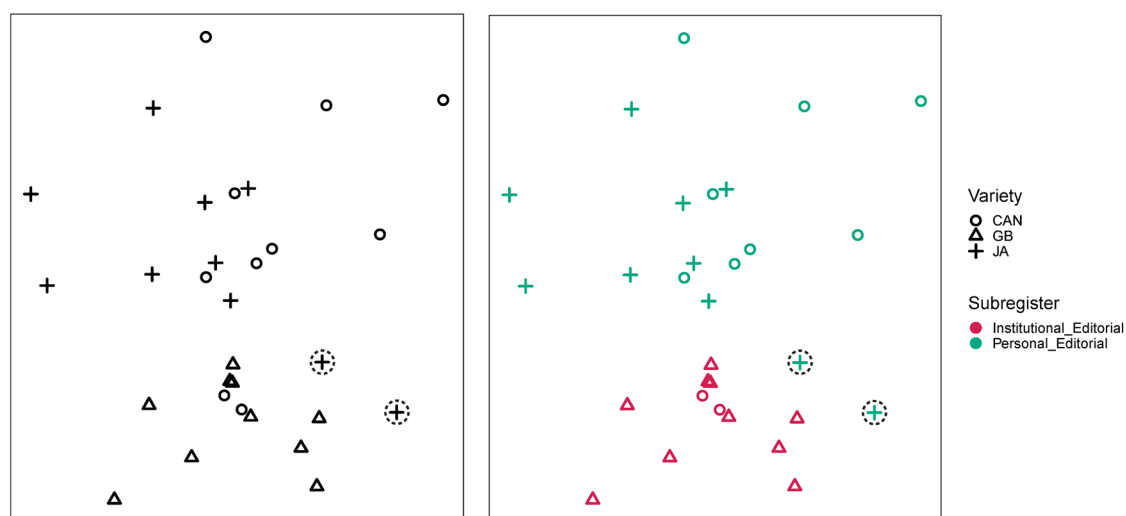 Variety
CAN
GB
JA
Subregister
Institutional_Editorial
Personal_Editorial